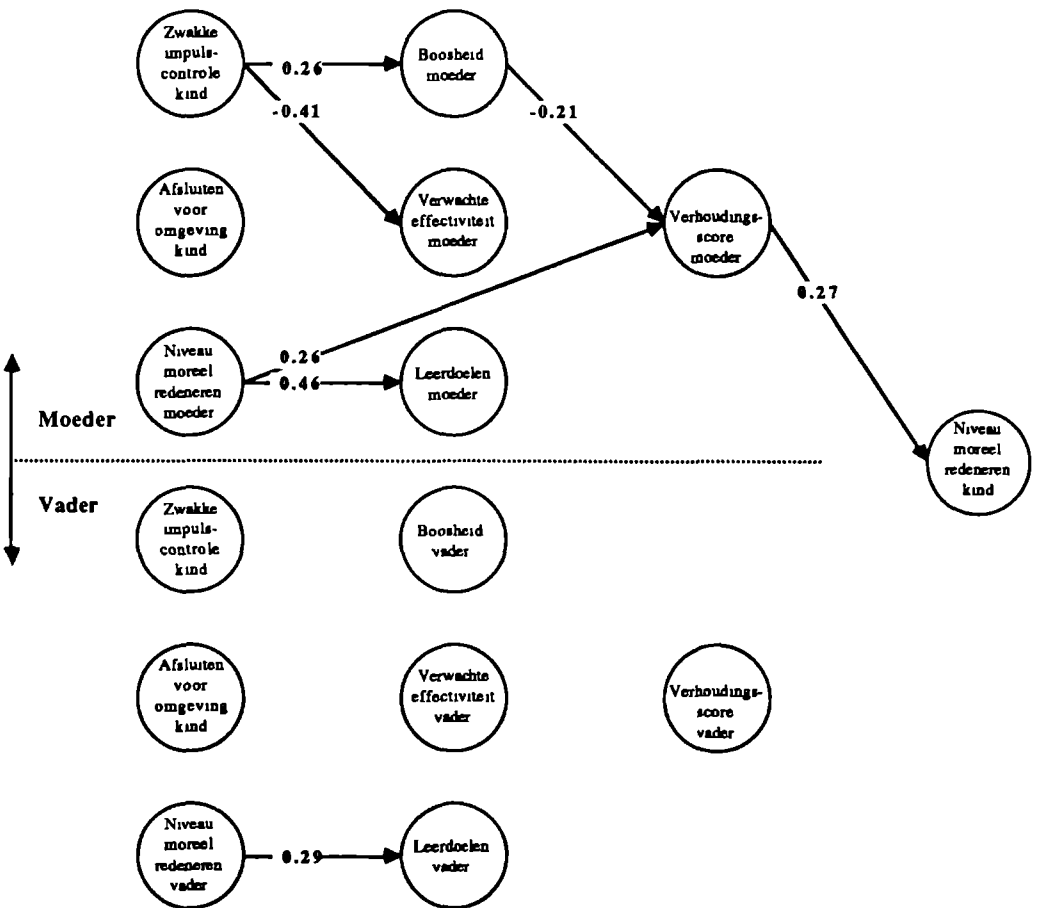 Zwakke
impuls-
controle
kind
0.26
Boosheid
moeder
-0.41
-0.21
Afsluiten
voor
omgeving
kind
Verwachte
effectiviteit
moeder
Verhoudings-
score
moeder
0.27
Niveau
moreel
redeneren
moeder
0.26
0.46
Leerdoelen
moeder
Moeder
Niveau
moreel
redeneren
kind
Vader
Zwakke
impuls-
controle
kind
Boosheid
vader
Afsluiten
voor
omgeving
kind
Verwachte
effectiviteit
vader
Verhoudings-
score
vader
Niveau
moreel
redeneren
vader
0.29
Leerdoelen
vader